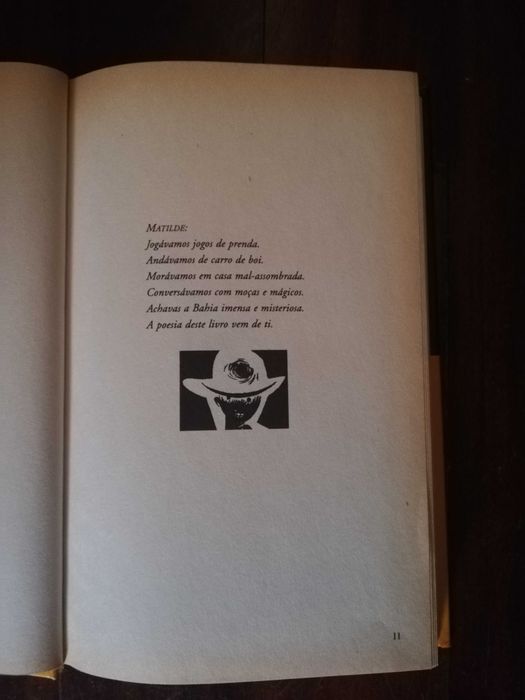 MATILDE:
Jogávamos jogos de prenda.
Andávamos de carro de boi.
Morávamos em casa mal-assombrada.
Conversávamos com moças e mágicos.
Achavas a Bahia imensa e misteriosa.
A poesia deste livro vem de ti.
11